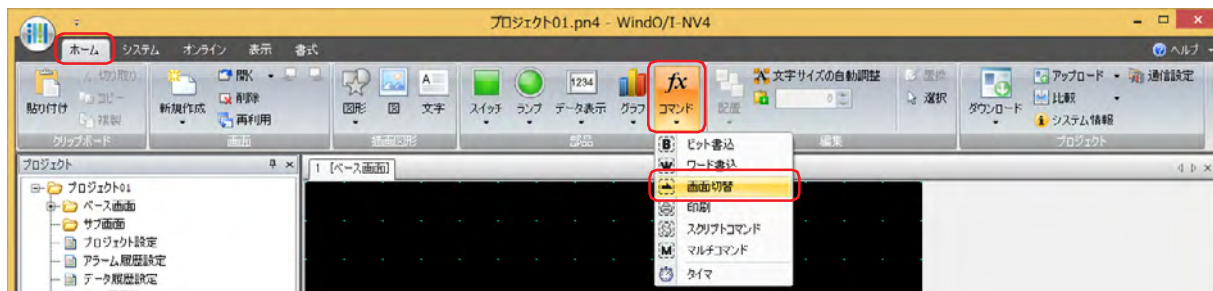 プロジェクト01.pn4 - WindO/I-NV4
ホーム システム オンライン 表示 書式 ヘルプ
貼り付け 切り取り コピー 複製
新規作成 開く 削除 再利用
図形 図 文字
スイッチ ランプ データ表示 グラフ コマンド
配置 文字サイズの自動調整 0 置換 選択
ダウンロード アップロード 比較 システム情報 通信設定
クリップボード 画面 描画図形 部品 編集 プロジェクト
プロジェクト
1 [ベース画面]
プロジェクト01
ベース画面
サブ画面
プロジェクト設定
アラーム履歴設定
データ履歴設定
B ビット書込
W ワード書込
画面切替
印刷
スクリプトコマンド
M マルチコマンド
タイマ